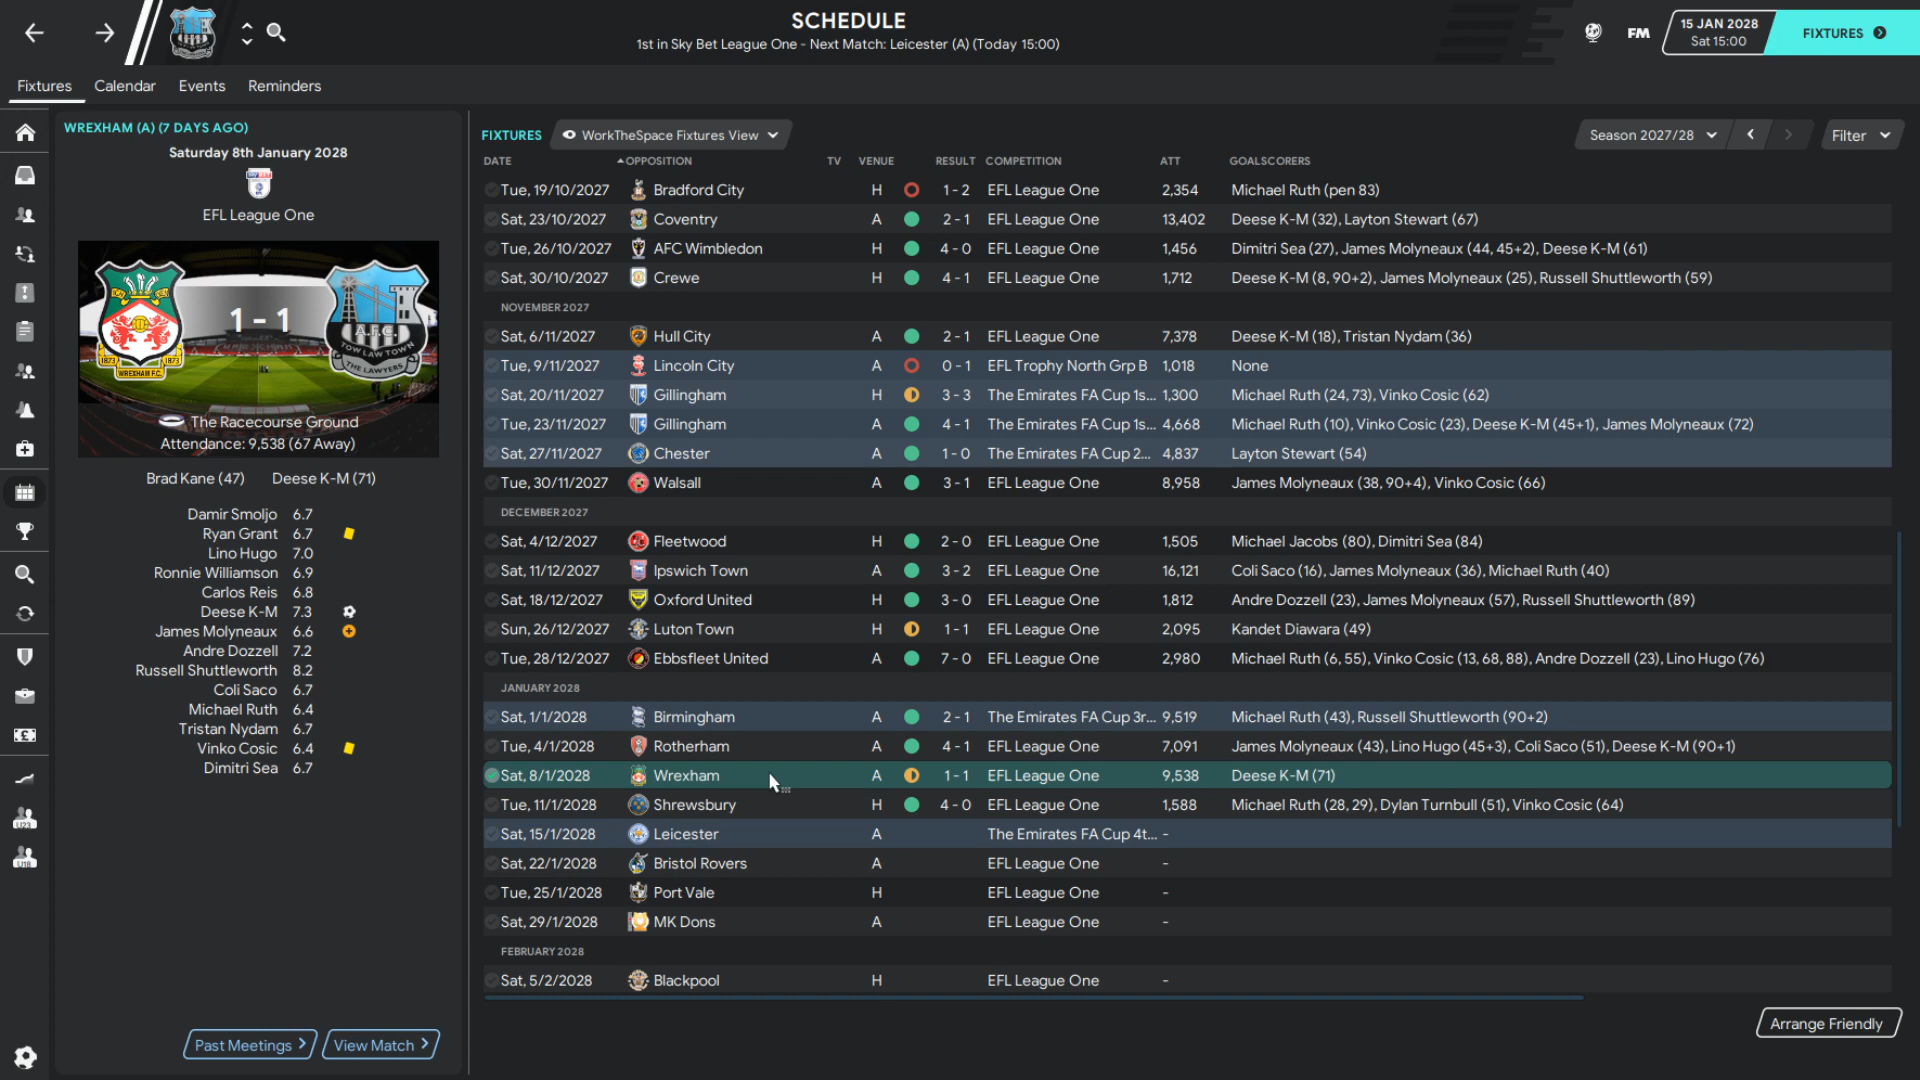 SCHEDULE
1st in Sky Bet League One - Next Match: Leicester (A) (Today 15:00)
FM
15 JAN 2028
Sat 15:00
FIXTURES
Fixtures Calendar Events Reminders
WREXHAM (A) (7 DAYS AGO)
Saturday 8th January 2028
EFL League One
1 - 1
1873 1873
WREXHAM F.C.
A.F.C.
TOW LAW TOWN
THE LAWYERS
The Racecourse Ground
Attendance: 9,538 (67 Away)
Brad Kane (47) Deese K-M (71)
Damir Smoljo 6.7
Ryan Grant 6.7
Lino Hugo 7.0
Ronnie Williamson 6.9
Carlos Reis 6.8
Deese K-M 7.3
James Molyneaux 6.6
Andre Dozzell 7.2
Russell Shuttleworth 8.2
Coli Saco 6.7
Michael Ruth 6.4
Tristan Nydam 6.7
Vinko Cosic 6.4
Dimitri Sea 6.7
Past Meetings
View Match
U23
U18
FIXTURES WorkTheSpace Fixtures View Season 2027/28 Filter
DATE OPPOSITION TV VENUE RESULT COMPETITION ATT GOALSCORERS
Tue, 19/10/2027 Bradford City H 1 - 2 EFL League One 2,354 Michael Ruth (pen 83)
Sat, 23/10/2027 Coventry A 2 - 1 EFL League One 13,402 Deese K-M (32), Layton Stewart (67)
Tue, 26/10/2027 AFC Wimbledon H 4 - 0 EFL League One 1,456 Dimitri Sea (27), James Molyneaux (44, 45+2), Deese K-M (61)
Sat, 30/10/2027 Crewe H 4 - 1 EFL League One 1,712 Deese K-M (8, 90+2), James Molyneaux (25), Russell Shuttleworth (59)
NOVEMBER 2027
Sat, 6/11/2027 Hull City A 2 - 1 EFL League One 7,378 Deese K-M (18), Tristan Nydam (36)
Tue, 9/11/2027 Lincoln City A 0 - 1 EFL Trophy North Grp B 1,018 None
Sat, 20/11/2027 Gillingham H 3 - 3 The Emirates FA Cup 1s... 1,300 Michael Ruth (24, 73), Vinko Cosic (62)
Tue, 23/11/2027 Gillingham A 4 - 1 The Emirates FA Cup 1s... 4,668 Michael Ruth (10), Vinko Cosic (23), Deese K-M (45+1), James Molyneaux (72)
Sat, 27/11/2027 Chester A 1 - 0 The Emirates FA Cup 2... 4,837 Layton Stewart (54)
Tue, 30/11/2027 Walsall A 3 - 1 EFL League One 8,958 James Molyneaux (38, 90+4), Vinko Cosic (66)
DECEMBER 2027
Sat, 4/12/2027 Fleetwood H 2 - 0 EFL League One 1,505 Michael Jacobs (80), Dimitri Sea (84)
Sat, 11/12/2027 Ipswich Town A 3 - 2 EFL League One 16,121 Coli Saco (16), James Molyneaux (36), Michael Ruth (40)
Sat, 18/12/2027 Oxford United H 3 - 0 EFL League One 1,812 Andre Dozzell (23), James Molyneaux (57), Russell Shuttleworth (89)
Sun, 26/12/2027 Luton Town H 1 - 1 EFL League One 2,095 Kandet Diawara (49)
Tue, 28/12/2027 Ebbsfleet United A 7 - 0 EFL League One 2,980 Michael Ruth (6, 55), Vinko Cosic (13, 68, 88), Andre Dozzell (23), Lino Hugo (76)
JANUARY 2028
Sat, 1/1/2028 Birmingham A 2 - 1 The Emirates FA Cup 3r... 9,519 Michael Ruth (43), Russell Shuttleworth (90+2)
Tue, 4/1/2028 Rotherham A 4 - 1 EFL League One 7,091 James Molyneaux (43), Lino Hugo (45+3), Coli Saco (51), Deese K-M (90+1)
Sat, 8/1/2028 Wrexham A 1 - 1 EFL League One 9,538 Deese K-M (71)
Tue, 11/1/2028 Shrewsbury H 4 - 0 EFL League One 1,588 Michael Ruth (28, 29), Dylan Turnbull (51), Vinko Cosic (64)
Sat, 15/1/2028 Leicester A The Emirates FA Cup 4t... -
Sat, 22/1/2028 Bristol Rovers A EFL League One -
Tue, 25/1/2028 Port Vale H EFL League One -
Sat, 29/1/2028 MK Dons A EFL League One -
FEBRUARY 2028
Sat, 5/2/2028 Blackpool H EFL League One -
Arrange Friendly